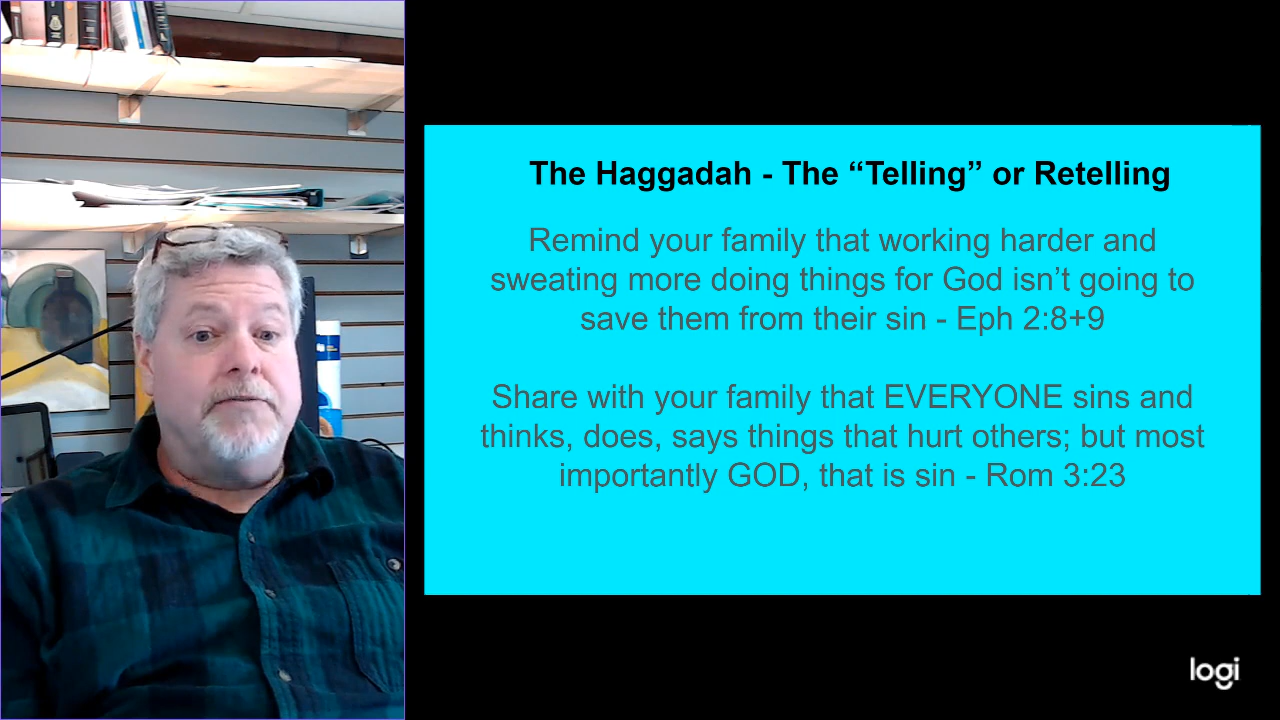 The Haggadah - The “Telling” or Retelling
Remind your family that working harder and
sweating more doing things for God isn’t going to
save them from their sin - Eph 2:8+9
Share with your family that EVERYONE sins and
thinks, does, says things that hurt others; but most
importantly GOD, that is sin - Rom 3:23
logi